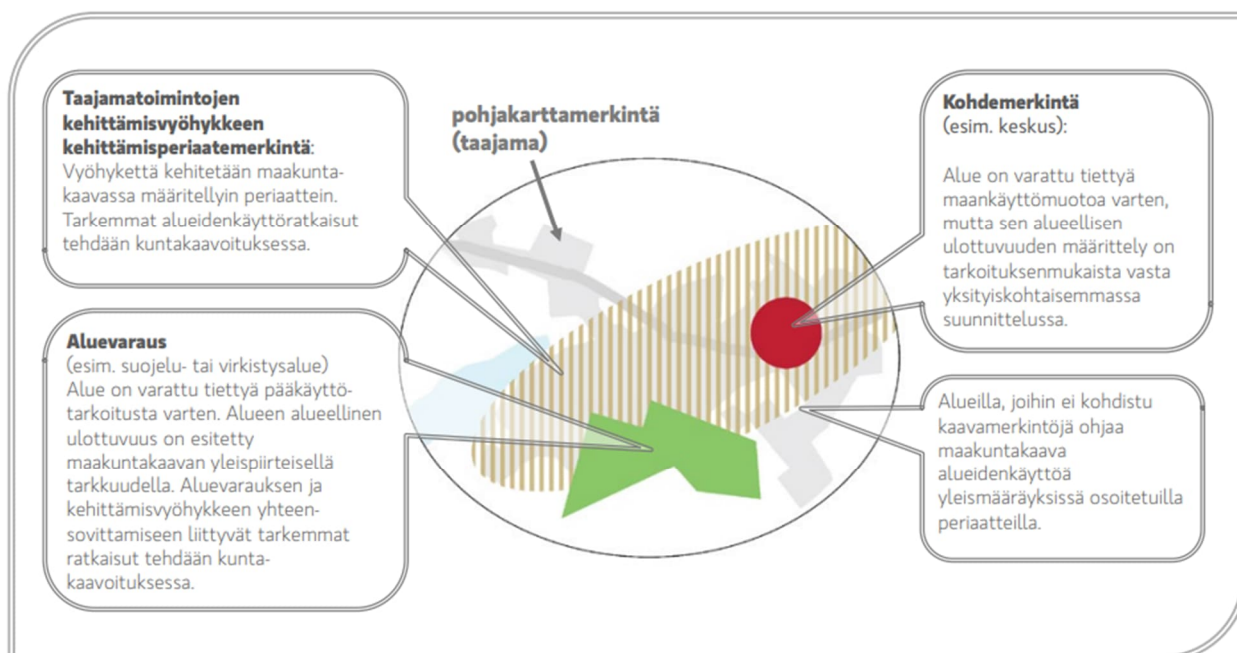 Taajamatoimintojen
kehittämisvyöhykkeen
kehittämisperiaatemerkintä:
Vyöhykettä kehitetään maakunta-
kaavassa määritellyin periaattein.
Tarkemmat alueidenkäyttöratkaisut
tehdään kuntakaavoituksessa.
pohjakarttamerkintä
(taajama)
Kohdemerkintä
(esim. keskus):
Alue on varattu tiettyä
maankäyttömuotoa varten,
mutta sen alueellisen
ulottuvuuden määrittely on
tarkoituksenmukaista vasta
yksityiskohtaisemmassa
suunnittelussa.
Aluevaraus
(esim. suojelu- tai virkistysalue)
Alue on varattu tiettyä pääkäyttö-
tarkoitusta varten. Alueen alueellinen
ulottuvuus on esitetty
maakuntakaavan yleispiirteisellä
tarkkuudella. Aluevarauksen ja
kehittämisvyöhykkeen yhteen-
sovittamiseen liittyvät tarkemmat
ratkaisut tehdään kunta-
kaavoituksessa.
Alueilla, joihin ei kohdistu
kaavamerkintöjä ohjaa
maakuntakaava
alueidenkäyttöä
yleismääräyksissä osoitetuilla
periaatteilla.